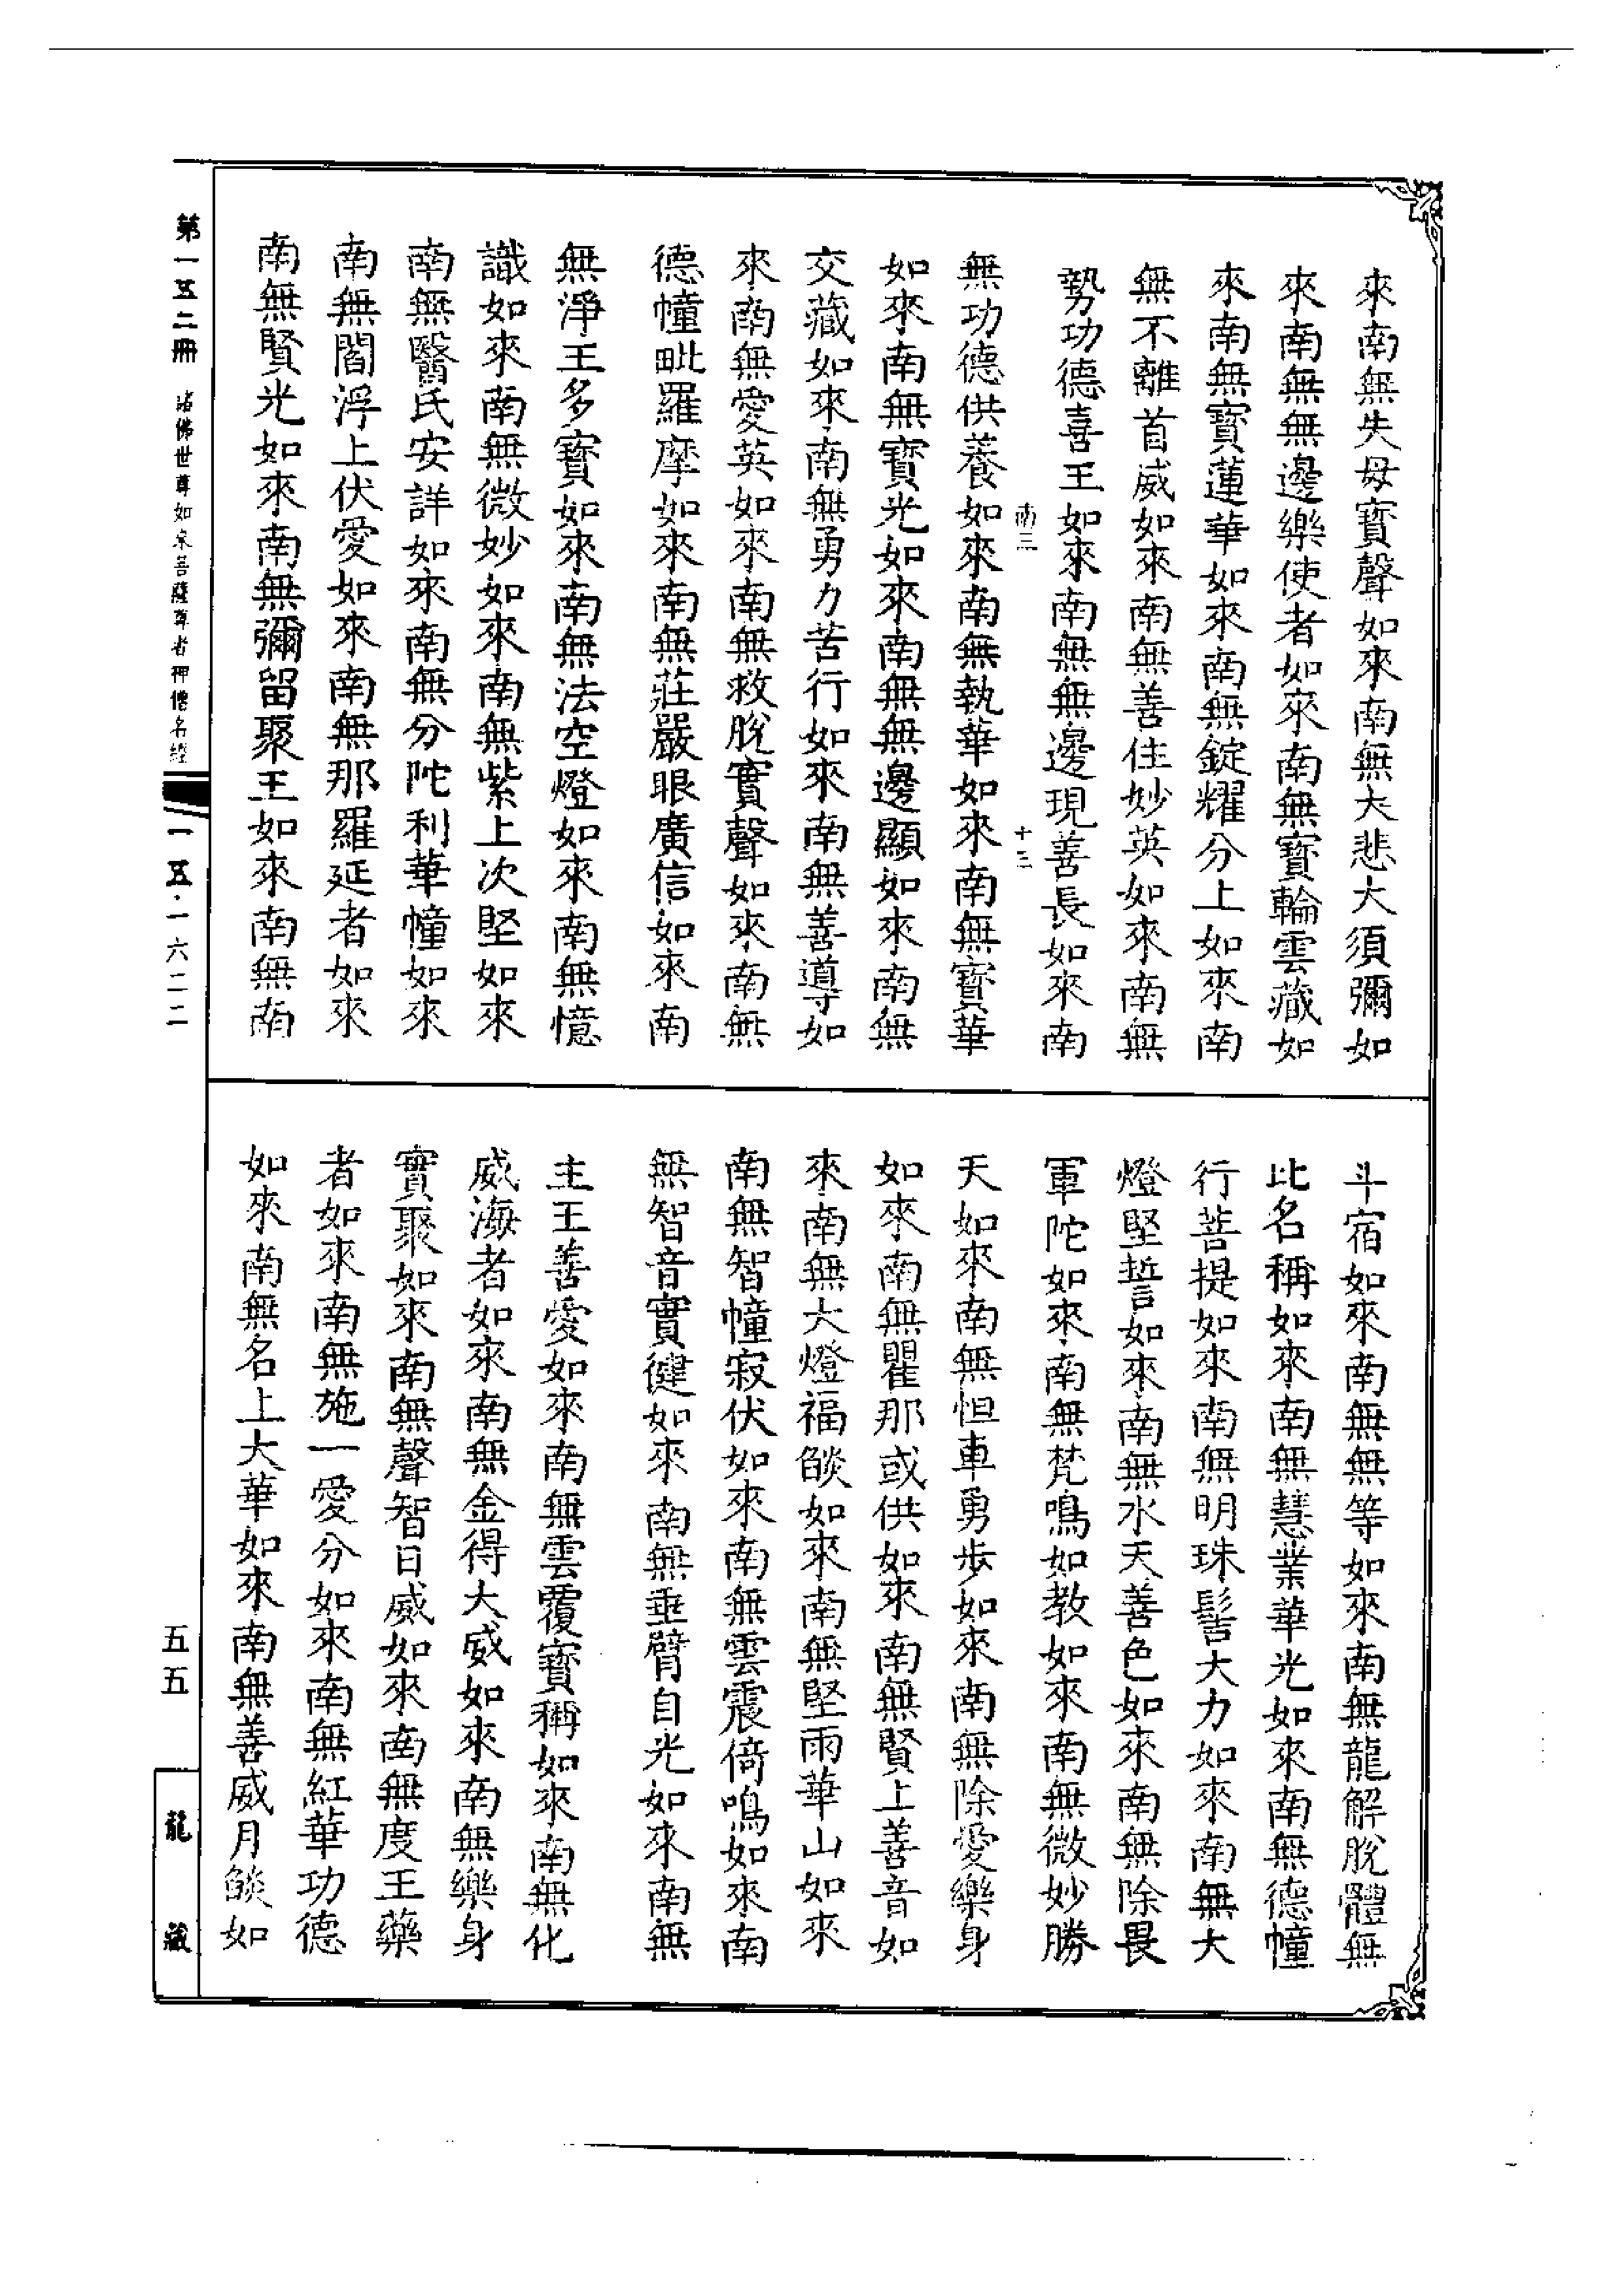 來南無失母寶聲如來南無大悲大須彌如
來南無無邊樂使者如來南無寶輪雲藏如
來南無寶蓮華如來南無錠耀分上如來南
無不離首威如來南無善住妙英如來南無
勢功德喜王如來南無無邊現善長如來南
南三 十三
無功德供養如來南無執華如來南無寶華
如來南無寶光如來南無無邊顯如來南無
交藏如來南無勇力苦行如來南無善導如
來南無愛英如來南無救脫實聲如來南無
德幢毗羅摩如來南無莊嚴眼廣信如來南
無淨王多寶如來南無法空燈如來南無憶
識如來南無微妙如來南無紫上次堅如來
南無醫氏安詳如來南無分陀利華幢如來
南無閻浮上伏愛如來南無那羅延者如來
南無賢光如來南無彌留聚王如來南無南
斗宿如來南無無等如來南無龍解脫體無
比名稱如來南無慧業華光如來南無德幢
行菩提如來南無明珠髻大力如來南無大
燈堅誓如來南無水天善色如來南無除畏
軍陀如來南無梵鳴如教如來南無微妙勝
天如來南無怛車勇步如來南無除愛樂身
如來南無瞿那或供如來南無賢上善音如
來南無大燈福燄如來南無堅雨華山如來
南無智幢寂伏如來南無雲震倚鳴如來南
無智音實健如來南無垂臂自光如來南無
主王善愛如來南無雲覆寶稱如來南無化
威海者如來南無金得大威如來南無樂身
寶聚如來南無聲智日威如來南無度王藥
者如來南無施一愛分如來南無紅華功德
如來南無名上大華如來南無善威月燄如
第一五二冊 諸佛世尊如來菩薩尊者神僧名經
一五·一六二二
五五
龍藏